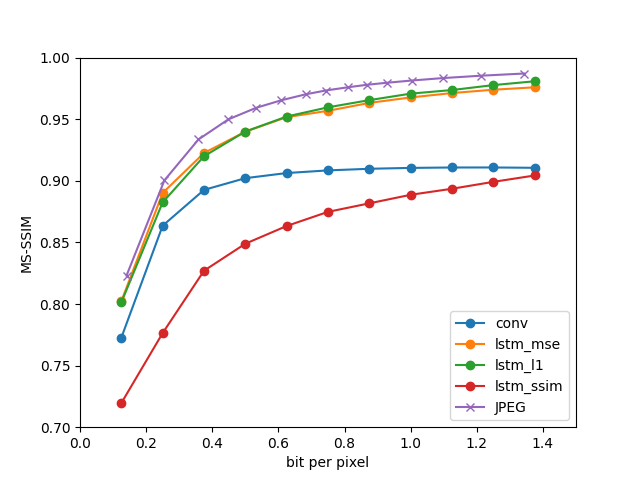 1.00
0.95
0.90
0.85
0.80
0.75
0.70
MS-SSIM
0.0 0.2 0.4 0.6 0.8 1.0 1.2 1.4
bit per pixel
conv
lstm_mse
lstm_l1
lstm_ssim
JPEG